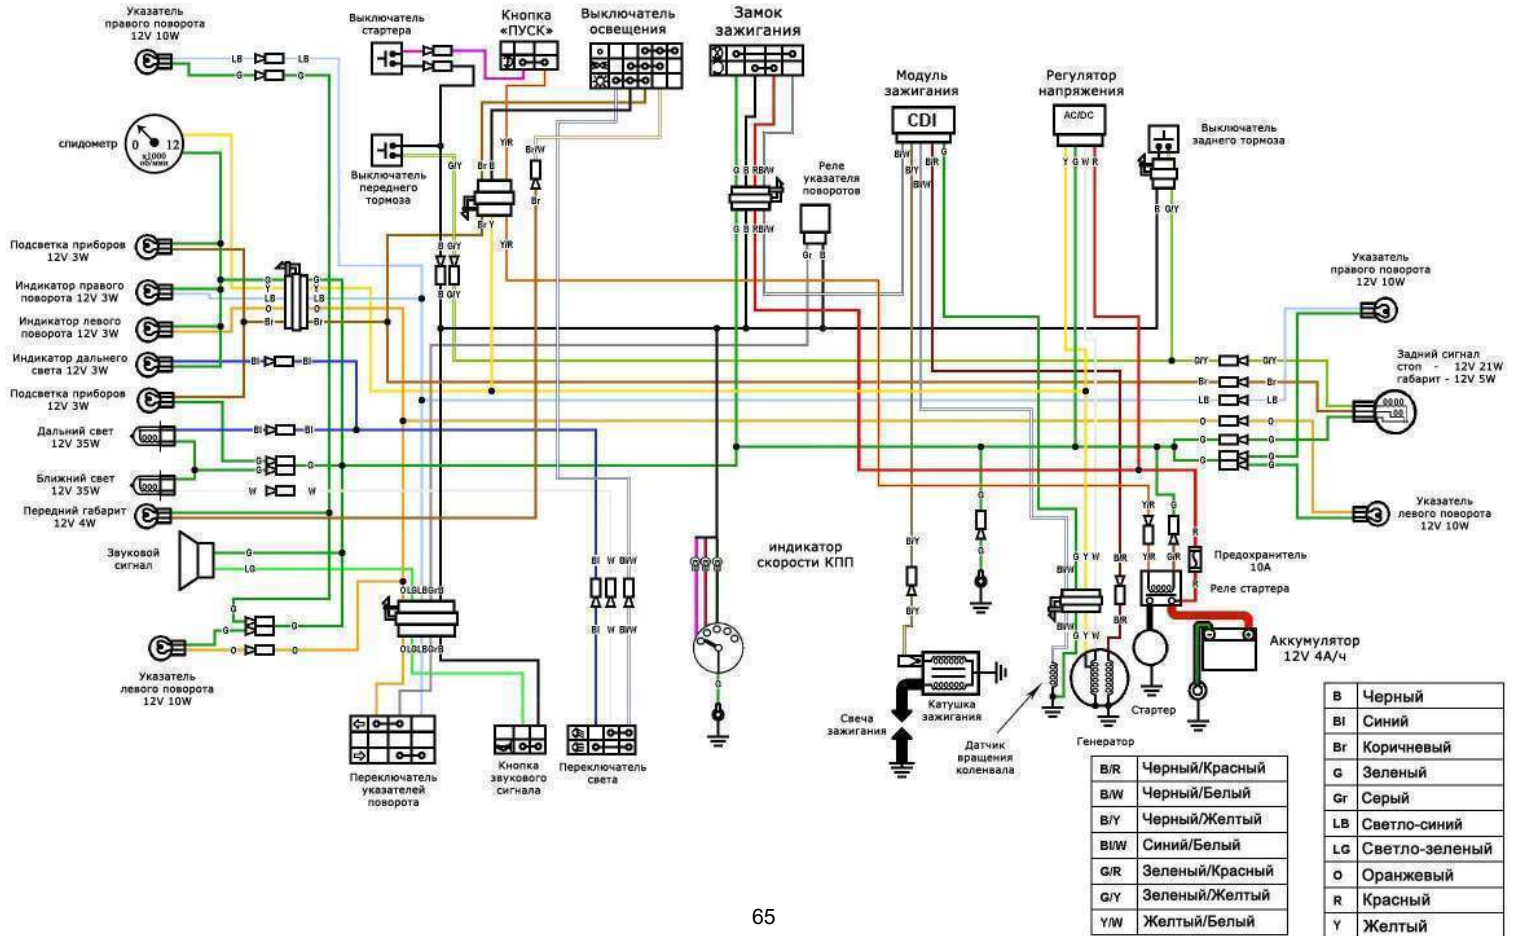 Указатель
правого поворота
12V 10W
Выключатель
стартера
Кнопка
«ПУСК»
Выключатель
освещения
Замок
зажигания
Модуль
зажигания
CDI
Регулятор
напряжения
AC/DC
Выключатель
заднего тормоза
LB LB
G G
спидометр
0 12
x1000
об/мин
Выключатель
переднего
тормоза
Реле
указателя
поворотов
Подсветка приборов
12V 3W
Индикатор правого
поворота 12V 3W
Индикатор левого
поворота 12V 3W
Индикатор дальнего
света 12V 3W
Подсветка приборов
12V 3W
Дальний свет
12V 35W
Ближний свет
12V 35W
Передний габарит
12V 4W
Звуковой
сигнал
Указатель
левого поворота
12V 10W
Указатель
правого поворота
12V 10W
Задний сигнал
стоп - 12V 21W
габарит - 12V 5W
Указатель
левого поворота
12V 10W
индикатор
скорости КПП
Предохранитель
10А
Реле стартера
Аккумулятор
12V 4А/ч
Стартер
Генератор
Свеча
зажигания
Катушка
зажигания
Датчик
вращения
коленвала
Переключатель
указателей
поворота
Кнопка
звукового
сигнала
Переключатель
света
B/R Черный/Красный
B/W Черный/Белый
B/Y Черный/Желтый
Bl/W Синий/Белый
G/R Зеленый/Красный
G/Y Зеленый/Желтый
Y/W Желтый/Белый
B Черный
Bl Синий
Br Коричневый
G Зеленый
Gr Серый
LB Светло-синий
LG Светло-зеленый
O Оранжевый
R Красный
Y Желтый
65